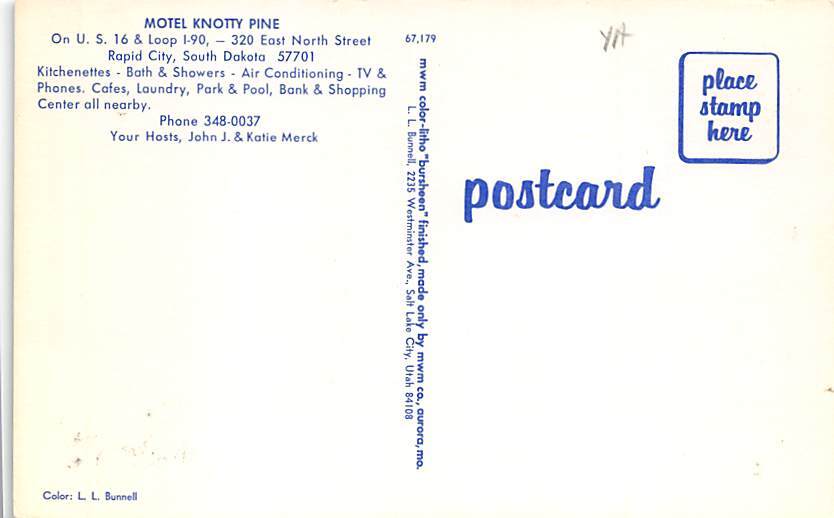 MOTEL KNOTTY PINE
On U. S. 16 & Loop I-90, — 320 East North Street
Rapid City, South Dakota 57701
Kitchenettes - Bath & Showers - Air Conditioning - TV &
Phones. Cafes, Laundry, Park & Pool, Bank & Shopping
Center all nearby.
Phone 348-0037
Your Hosts, John J. & Katie Merck
Color: L. L. Bunnell
67,179
mwm color-litho "bursheen" finished, made only by mwm co., aurora, mo.
L. L. Bunnell, 2235 Westminster Ave., Salt Lake City, Utah 84108
place
stamp
here
postcard